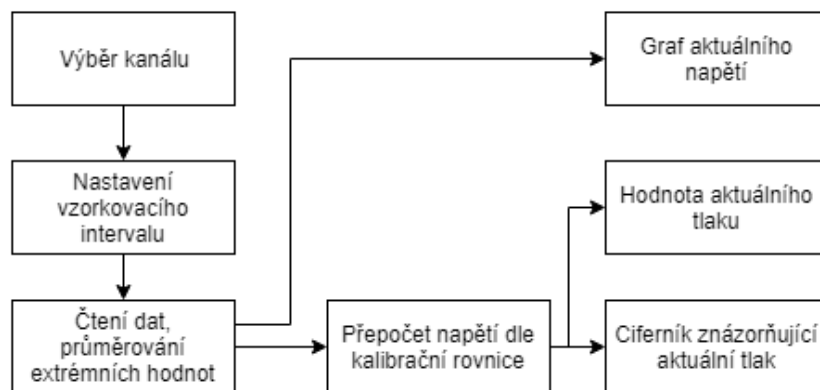 Výběr kanálu
Graf aktuálního
napětí
Nastavení
vzorkovacího
intervalu
Hodnota aktuálního
tlaku
Čtení dat,
průměrování
extrémních hodnot
Přepočet napětí dle
kalibrační rovnice
Ciferník znázorňující
aktuální tlak